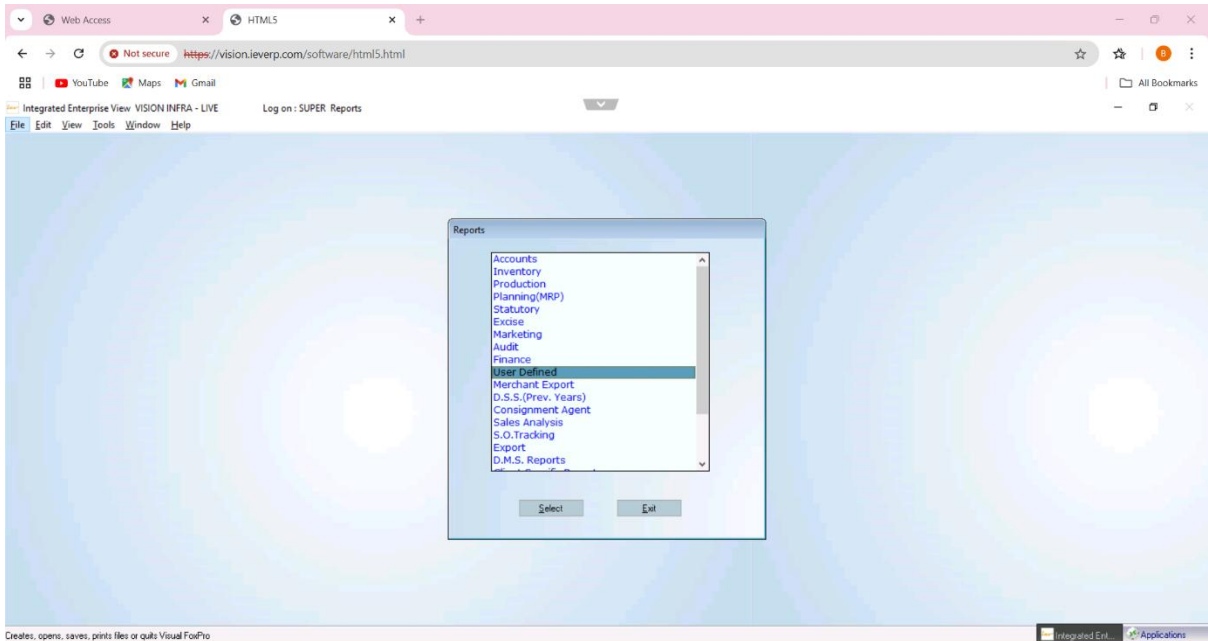 Web Access
HTML5
Not secure https://vision.ieverp.com/software/html5.html
B
YouTube Maps Gmail
All Bookmarks
Integrated Enterprise View VISION INFRA - LIVE Log on : SUPER Reports
File Edit View Tools Window Help
Reports
Accounts
Inventory
Production
Planning(MRP)
Statutory
Excise
Marketing
Audit
Finance
User Defined
Merchant Export
D.S.S.(Prev. Years)
Consignment Agent
Sales Analysis
S.O.Tracking
Export
D.M.S. Reports
Select Exit
Creates, opens, saves, prints files or quits Visual FoxPro
Integrated Ent... Applications